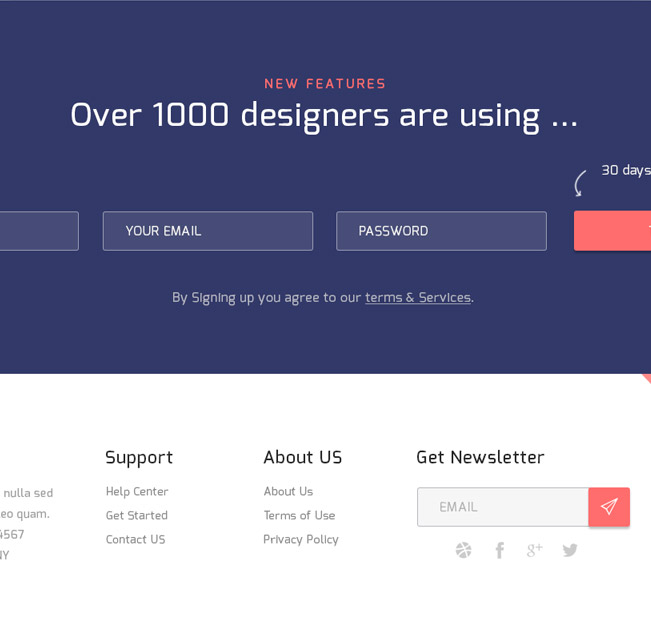 NEW FEATURES
Over 1000 designers are using ...
30 days
YOUR EMAIL
PASSWORD
By Signing up you agree to our terms & Services.
Support
About US
Get Newsletter
nulla sed
eo quam.
4567
NY
Help Center
Get Started
Contact US
About Us
Terms of Use
Privacy Policy
EMAIL
g+